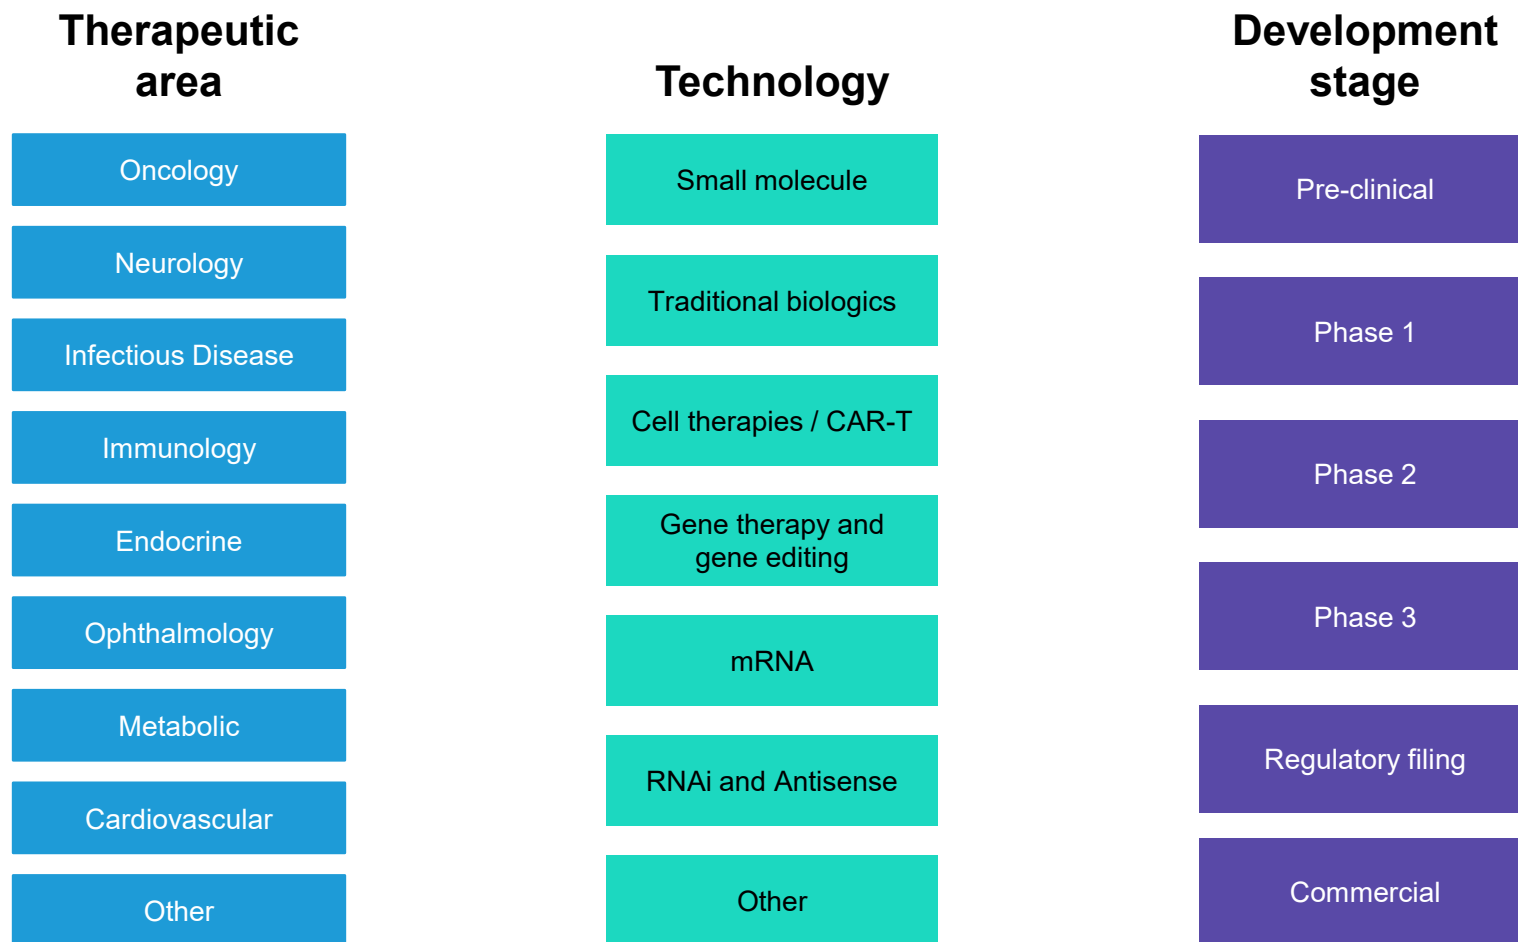 Therapeutic
area
Oncology
Neurology
Infectious Disease
Immunology
Endocrine
Ophthalmology
Metabolic
Cardiovascular
Other
Technology
Small molecule
Traditional biologics
Cell therapies / CAR-T
Gene therapy and
gene editing
mRNA
RNAi and Antisense
Other
Development
stage
Pre-clinical
Phase 1
Phase 2
Phase 3
Regulatory filing
Commercial